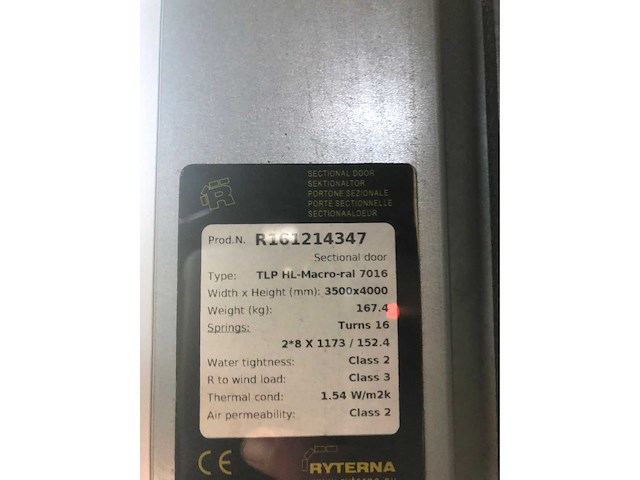 SECTIONAL DOOR
SEKTIONALTOR
PORTONE SEZIONALE
PORTE SECTIONNELLE
SECTIONAALDEUR
R
Prod.N. R161214347
Sectional door
Type: TLP HL-Macro-ral 7016
Width x Height (mm): 3500x4000
Weight (kg): 167.4
Springs: Turns 16
2*8 X 1173 / 152.4
Water tightness: Class 2
R to wind load: Class 3
Thermal cond: 1.54 W/m2k
Air permeability: Class 2
CE RYTERNA